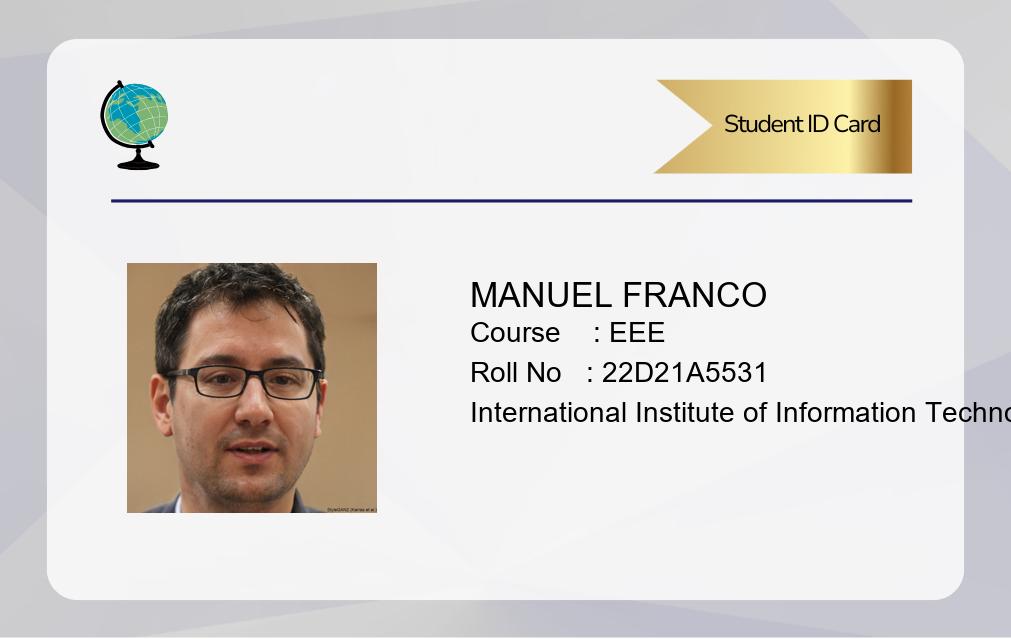 Student ID Card
MANUEL FRANCO
Course : EEE
Roll No : 22D21A5531
International Institute of Information Techno
StyleGAN2 (Karras et al.)